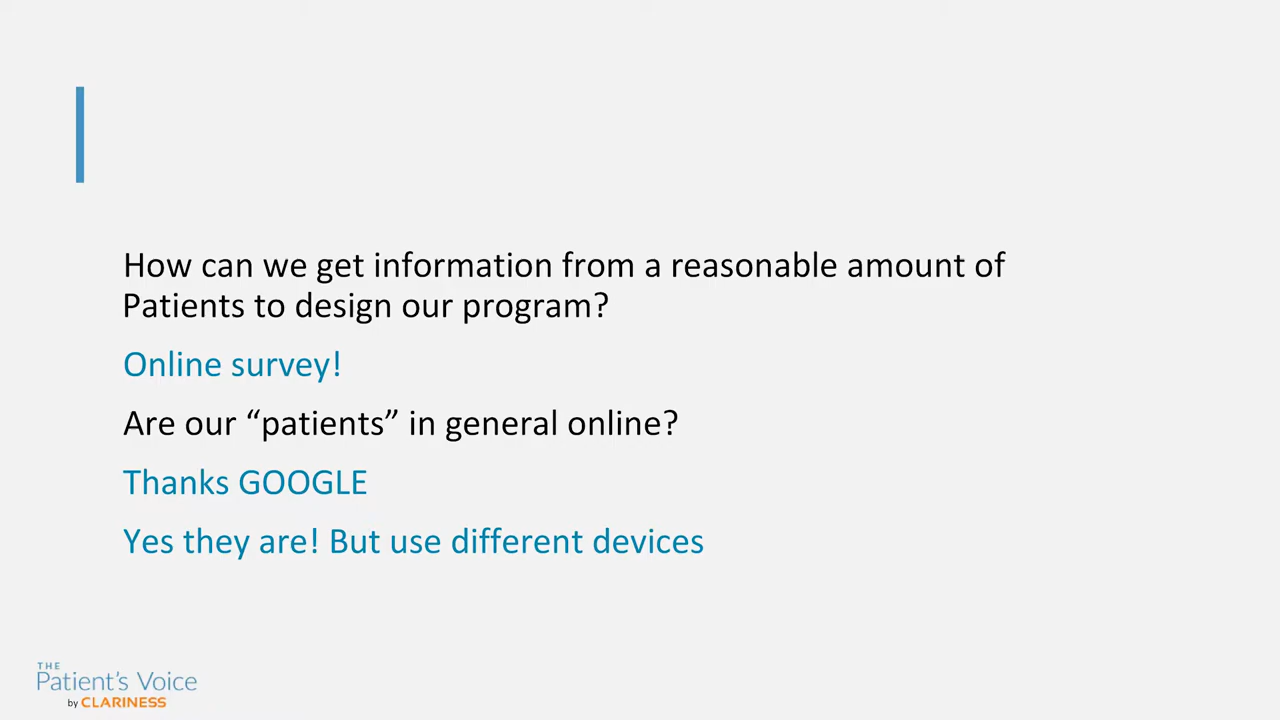 How can we get information from a reasonable amount of
Patients to design our program?
Online survey!
Are our “patients” in general online?
Thanks GOOGLE
Yes they are! But use different devices
THE
Patient's Voice
by CLARINESS